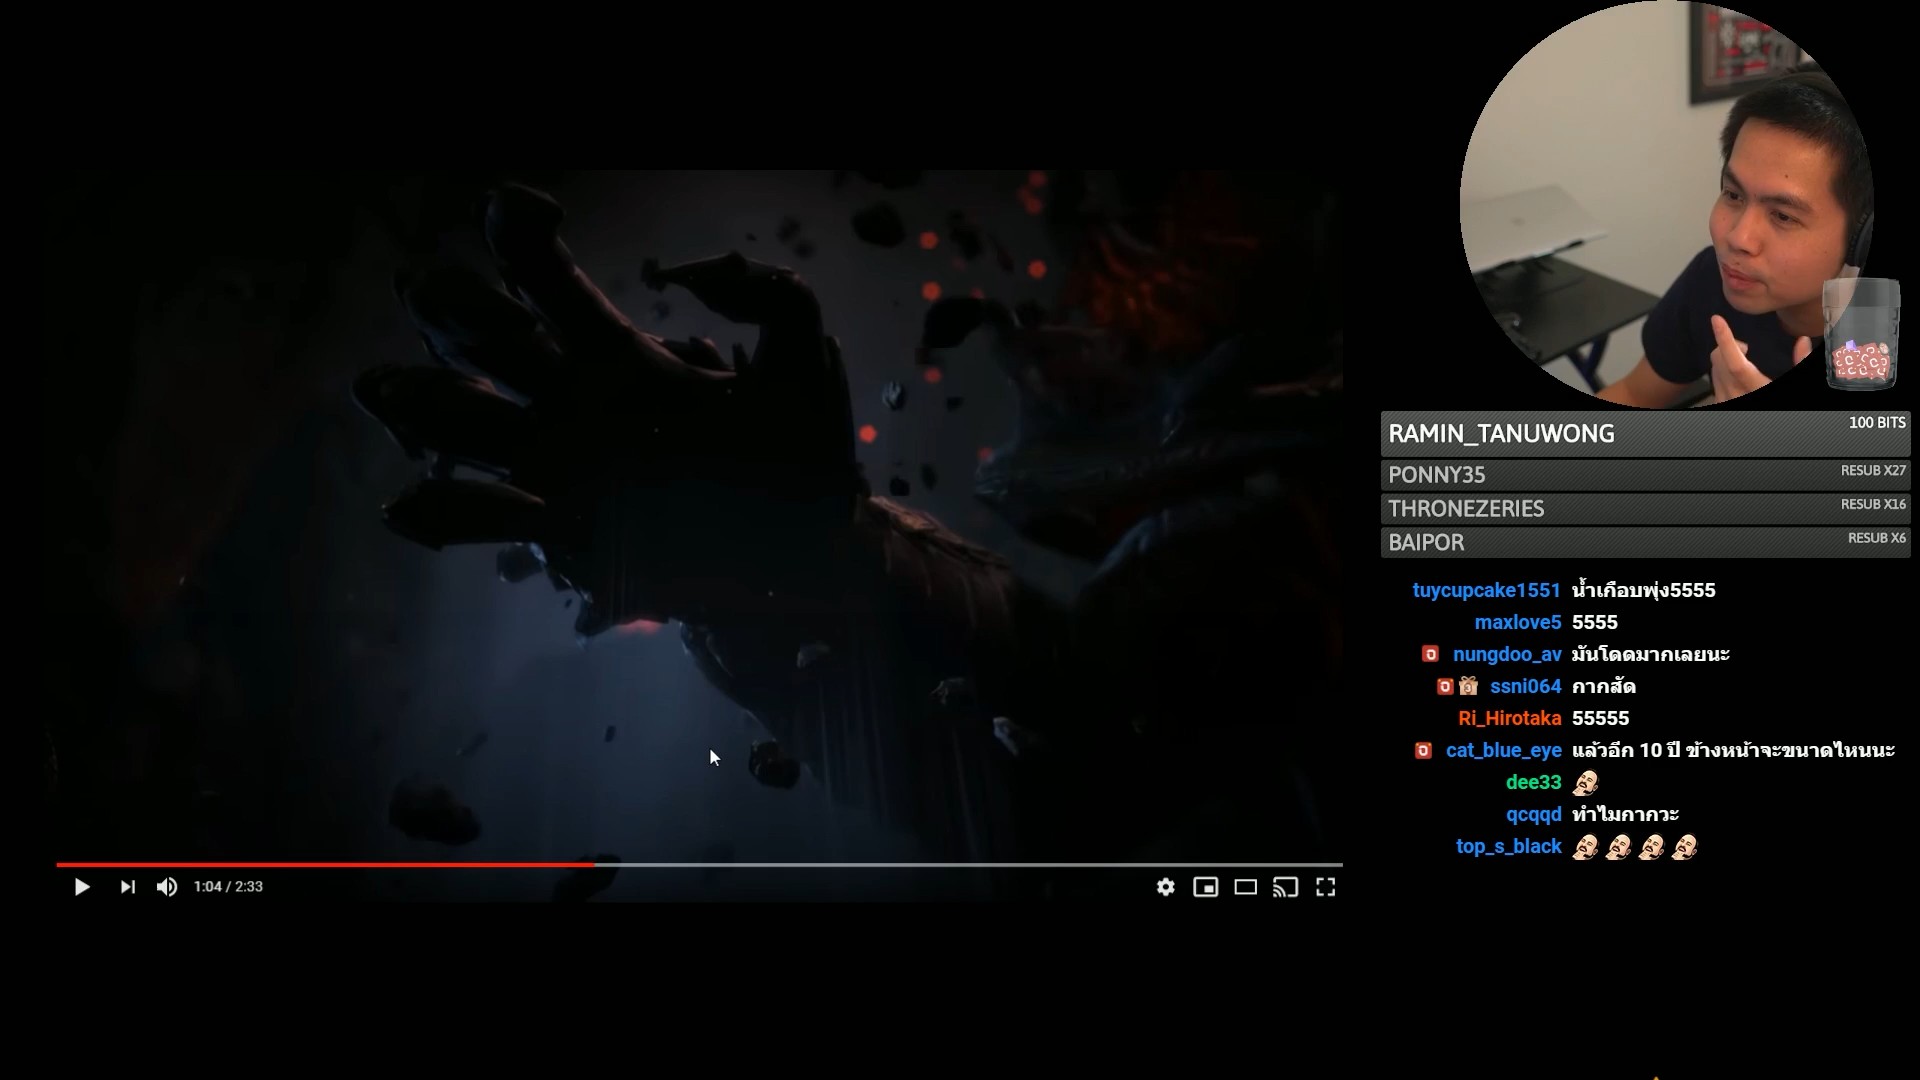 RAMIN_TANUWONG 100 BITS
PONNY35 RESUB X27
THRONEZERIES RESUB X16
BAIPOR RESUB X6
tuycupcake1551 น้ำเกือบพุ่ง5555
maxlove5 5555
nungdoo_av มันโดดมากเลยนะ
ssni064 กากสัด
Ri_Hirotaka 55555
cat_blue_eye แล้วอีก 10 ปี ข้างหน้าจะขนาดไหนนะ
dee33
qcqqd ทำไมกากวะ
top_s_black
1:04 / 2:33